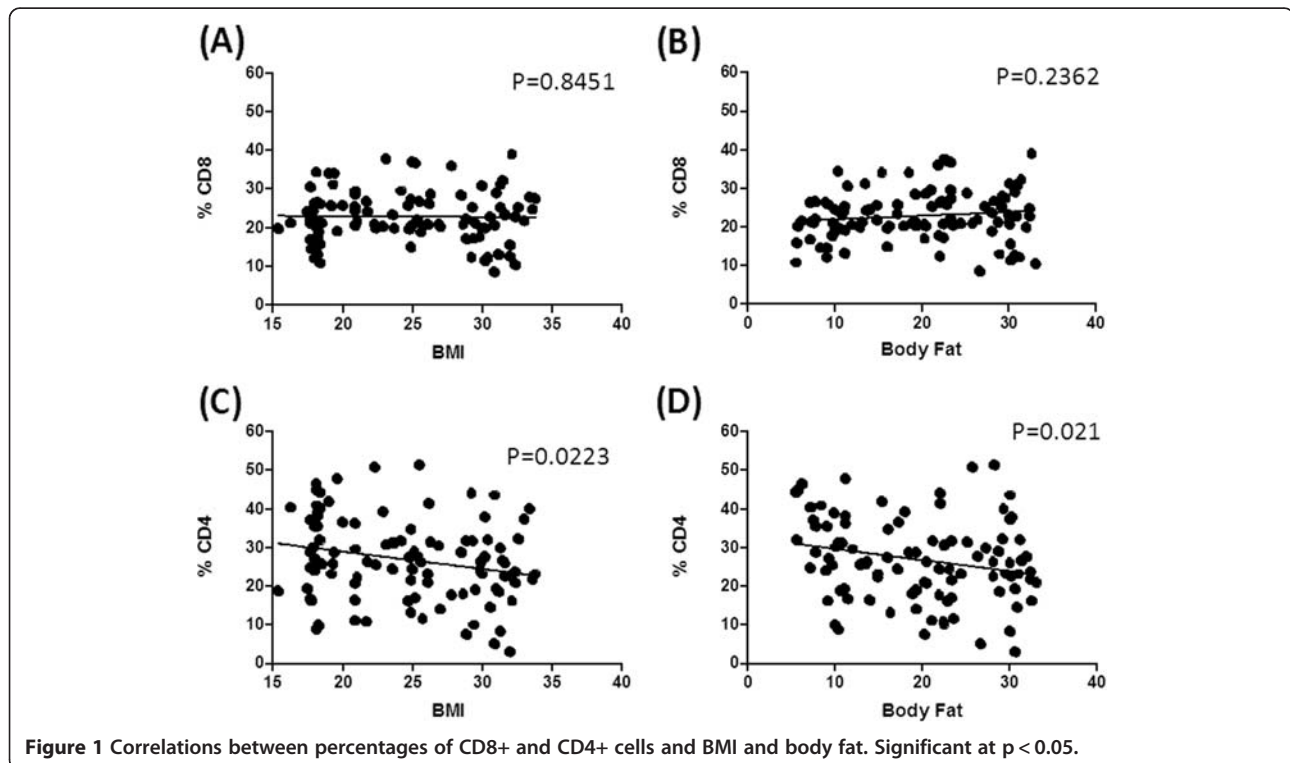 (A)
P=0.8451
60
50
40
30
20
10
0
% CD8
15 20 25 30 35 40
BMI
(B)
P=0.2362
60
50
40
30
20
10
0
% CD8
0 10 20 30 40
Body Fat
(C)
P=0.0223
60
50
40
30
20
10
0
% CD4
15 20 25 30 35 40
BMI
(D)
P=0.021
60
50
40
30
20
10
0
% CD4
0 10 20 30 40
Body Fat
Figure 1 Correlations between percentages of CD8+ and CD4+ cells and BMI and body fat. Significant at p < 0.05.